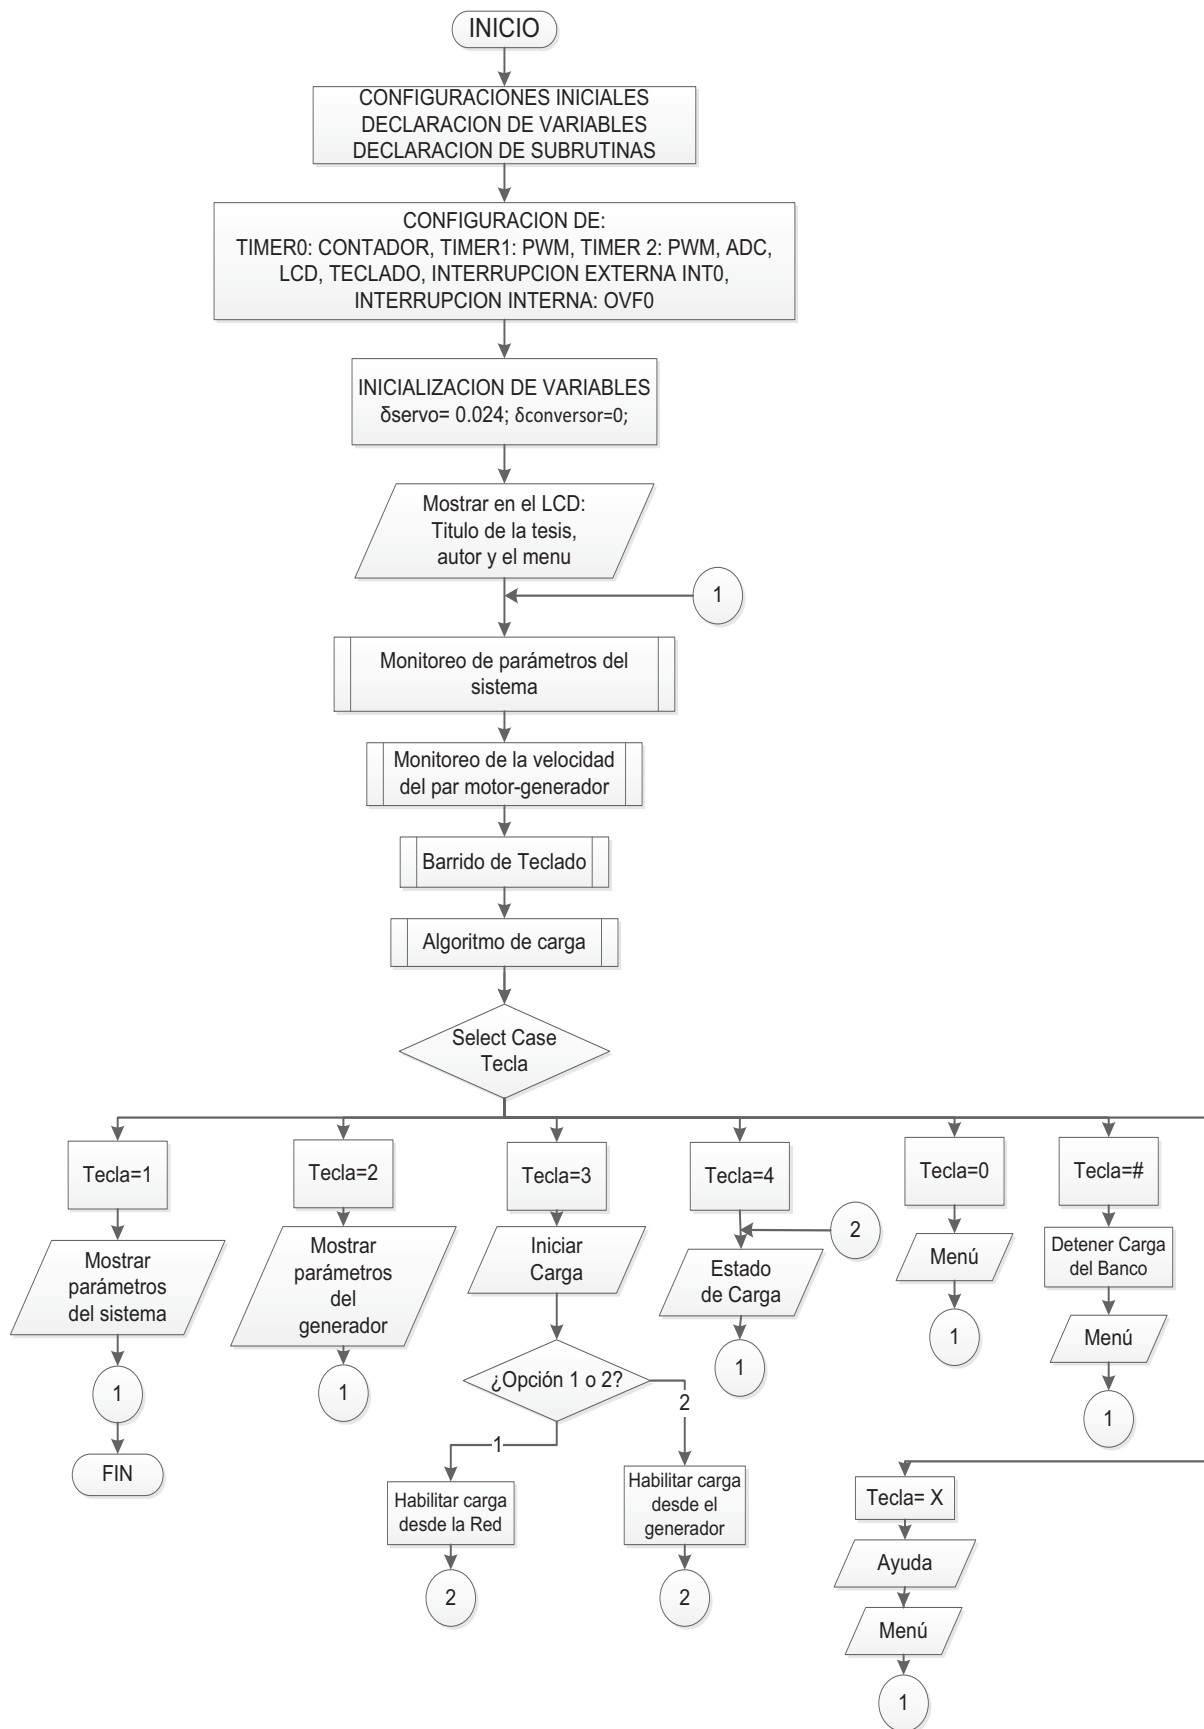 INICIO
CONFIGURACIONES INICIALES
DECLARACION DE VARIABLES
DECLARACION DE SUBRUTINAS
CONFIGURACION DE:
TIMER0: CONTADOR, TIMER1: PWM, TIMER 2: PWM, ADC,
LCD, TECLADO, INTERRUPCION EXTERNA INT0,
INTERRUPCION INTERNA: OVF0
INICIALIZACION DE VARIABLES
δservo= 0.024; δconversor=0;
Mostrar en el LCD:
Titulo de la tesis,
autor y el menu
1
Monitoreo de parámetros del
sistema
Monitoreo de la velocidad
del par motor-generador
Barrido de Teclado
Algoritmo de carga
Select Case
Tecla
Tecla=1
Mostrar
parámetros
del sistema
1
FIN
Tecla=2
Mostrar
parámetros
del
generador
1
Tecla=3
Iniciar
Carga
¿Opción 1 o 2?
1
Habilitar carga
desde la Red
2
2
Habilitar carga
desde el
generador
2
Tecla=4
2
Estado
de Carga
1
Tecla=0
Menú
1
Tecla=#
Detener Carga
del Banco
Menú
1
Tecla= X
Ayuda
Menú
1